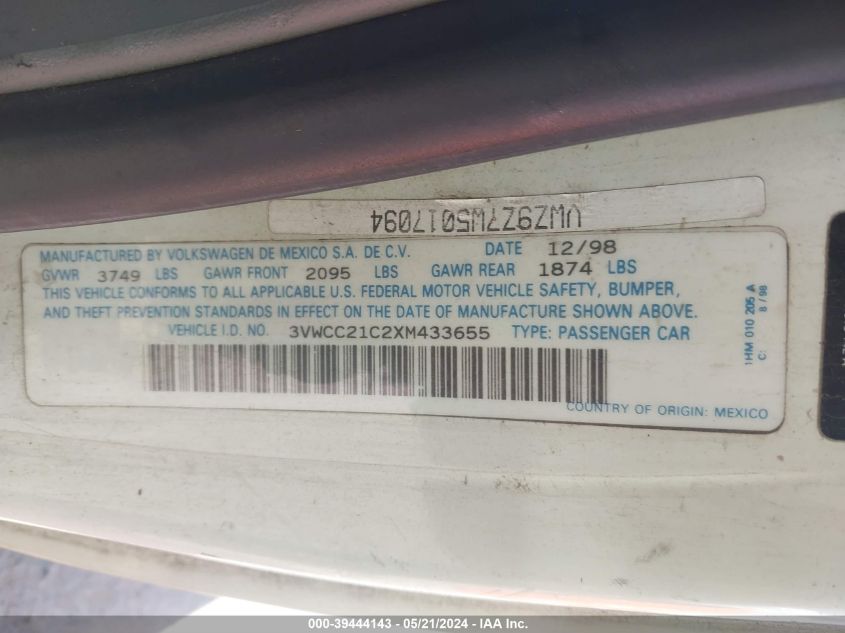 VWZ9Z7W5017094
MANUFACTURED BY VOLKSWAGEN DE MEXICO S.A. DE C.V. DATE 12/98
GVWR 3749 LBS GAWR FRONT 2095 LBS GAWR REAR 1874 LBS
THIS VEHICLE CONFORMS TO ALL APPLICABLE U.S. FEDERAL MOTOR VEHICLE SAFETY, BUMPER,
AND THEFT PREVENTION STANDARDS IN EFFECT ON THE DATE OF MANUFACTURE SHOWN ABOVE.
VEHICLE I.D. NO. 3VWCC21C2XM433655 TYPE: PASSENGER CAR
COUNTRY OF ORIGIN: MEXICO
1HM 010 205 A
C: 8/98
000-39444143 - 05/21/2024 - IAA Inc.